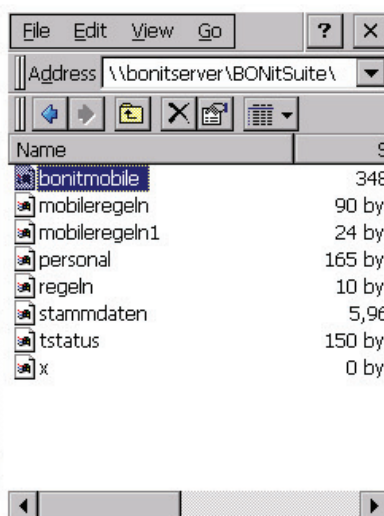 File Edit View Go ? ×
Address \\bonitserver\BONitSuite\
Name S
bonitmobile 348
mobileregeln 90 by
mobileregeln1 24 by
personal 165 by
regeln 10 by
stammdaten 5,96
tstatus 150 by
x 0 by